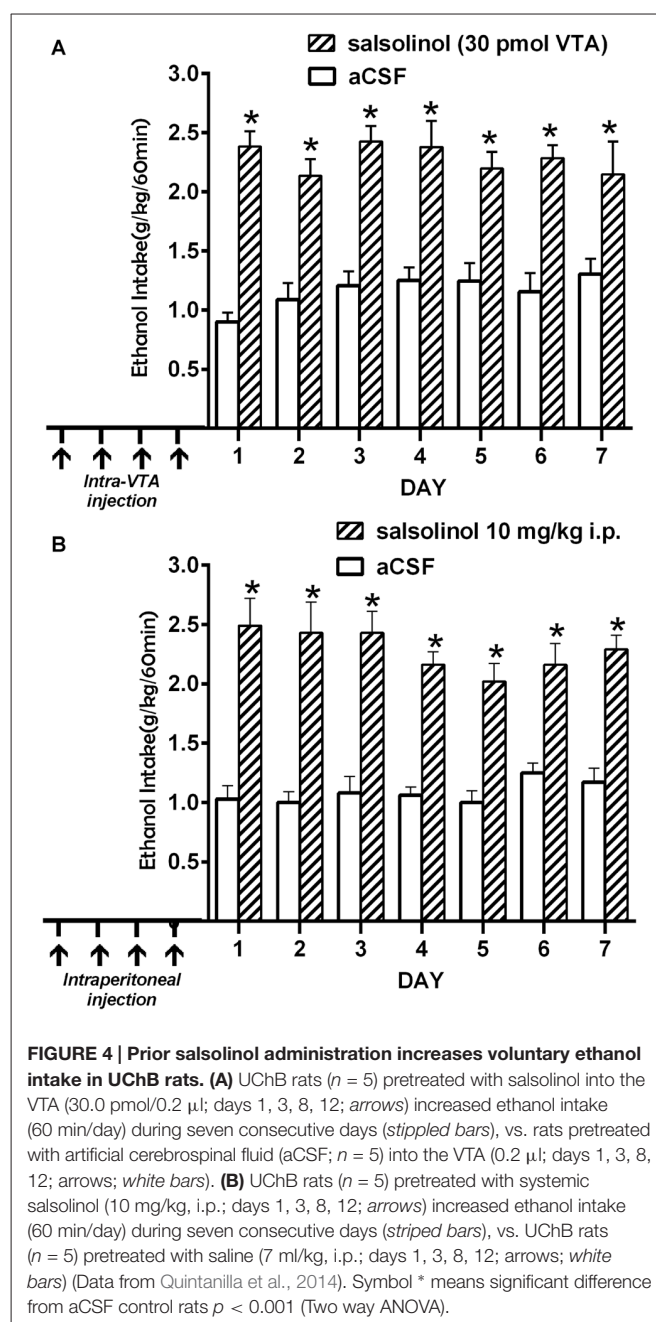 A
salsolinol (30 pmol VTA)
aCSF
Ethanol Intake(g/kg/60min)
3.0
2.5
2.0
1.5
1.0
0.5
* * * * * * *
1 2 3 4 5 6 7
DAY
Intra-VTA
injection
B
salsolinol 10 mg/kg i.p.
aCSF
Ethanol Intake(g/kg/60min)
3.0
2.5
2.0
1.5
1.0
0.5
* * * * * * *
1 2 3 4 5 6 7
DAY
Intraperitoneal
injection
FIGURE 4 | Prior salsolinol administration increases voluntary ethanol
intake in UChB rats. (A) UChB rats (n = 5) pretreated with salsolinol into the
VTA (30.0 pmol/0.2 μl; days 1, 3, 8, 12; arrows) increased ethanol intake
(60 min/day) during seven consecutive days (stippled bars), vs. rats pretreated
with artificial cerebrospinal fluid (aCSF; n = 5) into the VTA (0.2 μl; days 1, 3, 8,
12; arrows; white bars). (B) UChB rats (n = 5) pretreated with systemic
salsolinol (10 mg/kg, i.p.; days 1, 3, 8, 12; arrows) increased ethanol intake
(60 min/day) during seven consecutive days (striped bars), vs. UChB rats
(n = 5) pretreated with saline (7 ml/kg, i.p.; days 1, 3, 8, 12; arrows; white
bars) (Data from Quintanilla et al., 2014). Symbol * means significant difference
from aCSF control rats p < 0.001 (Two way ANOVA).